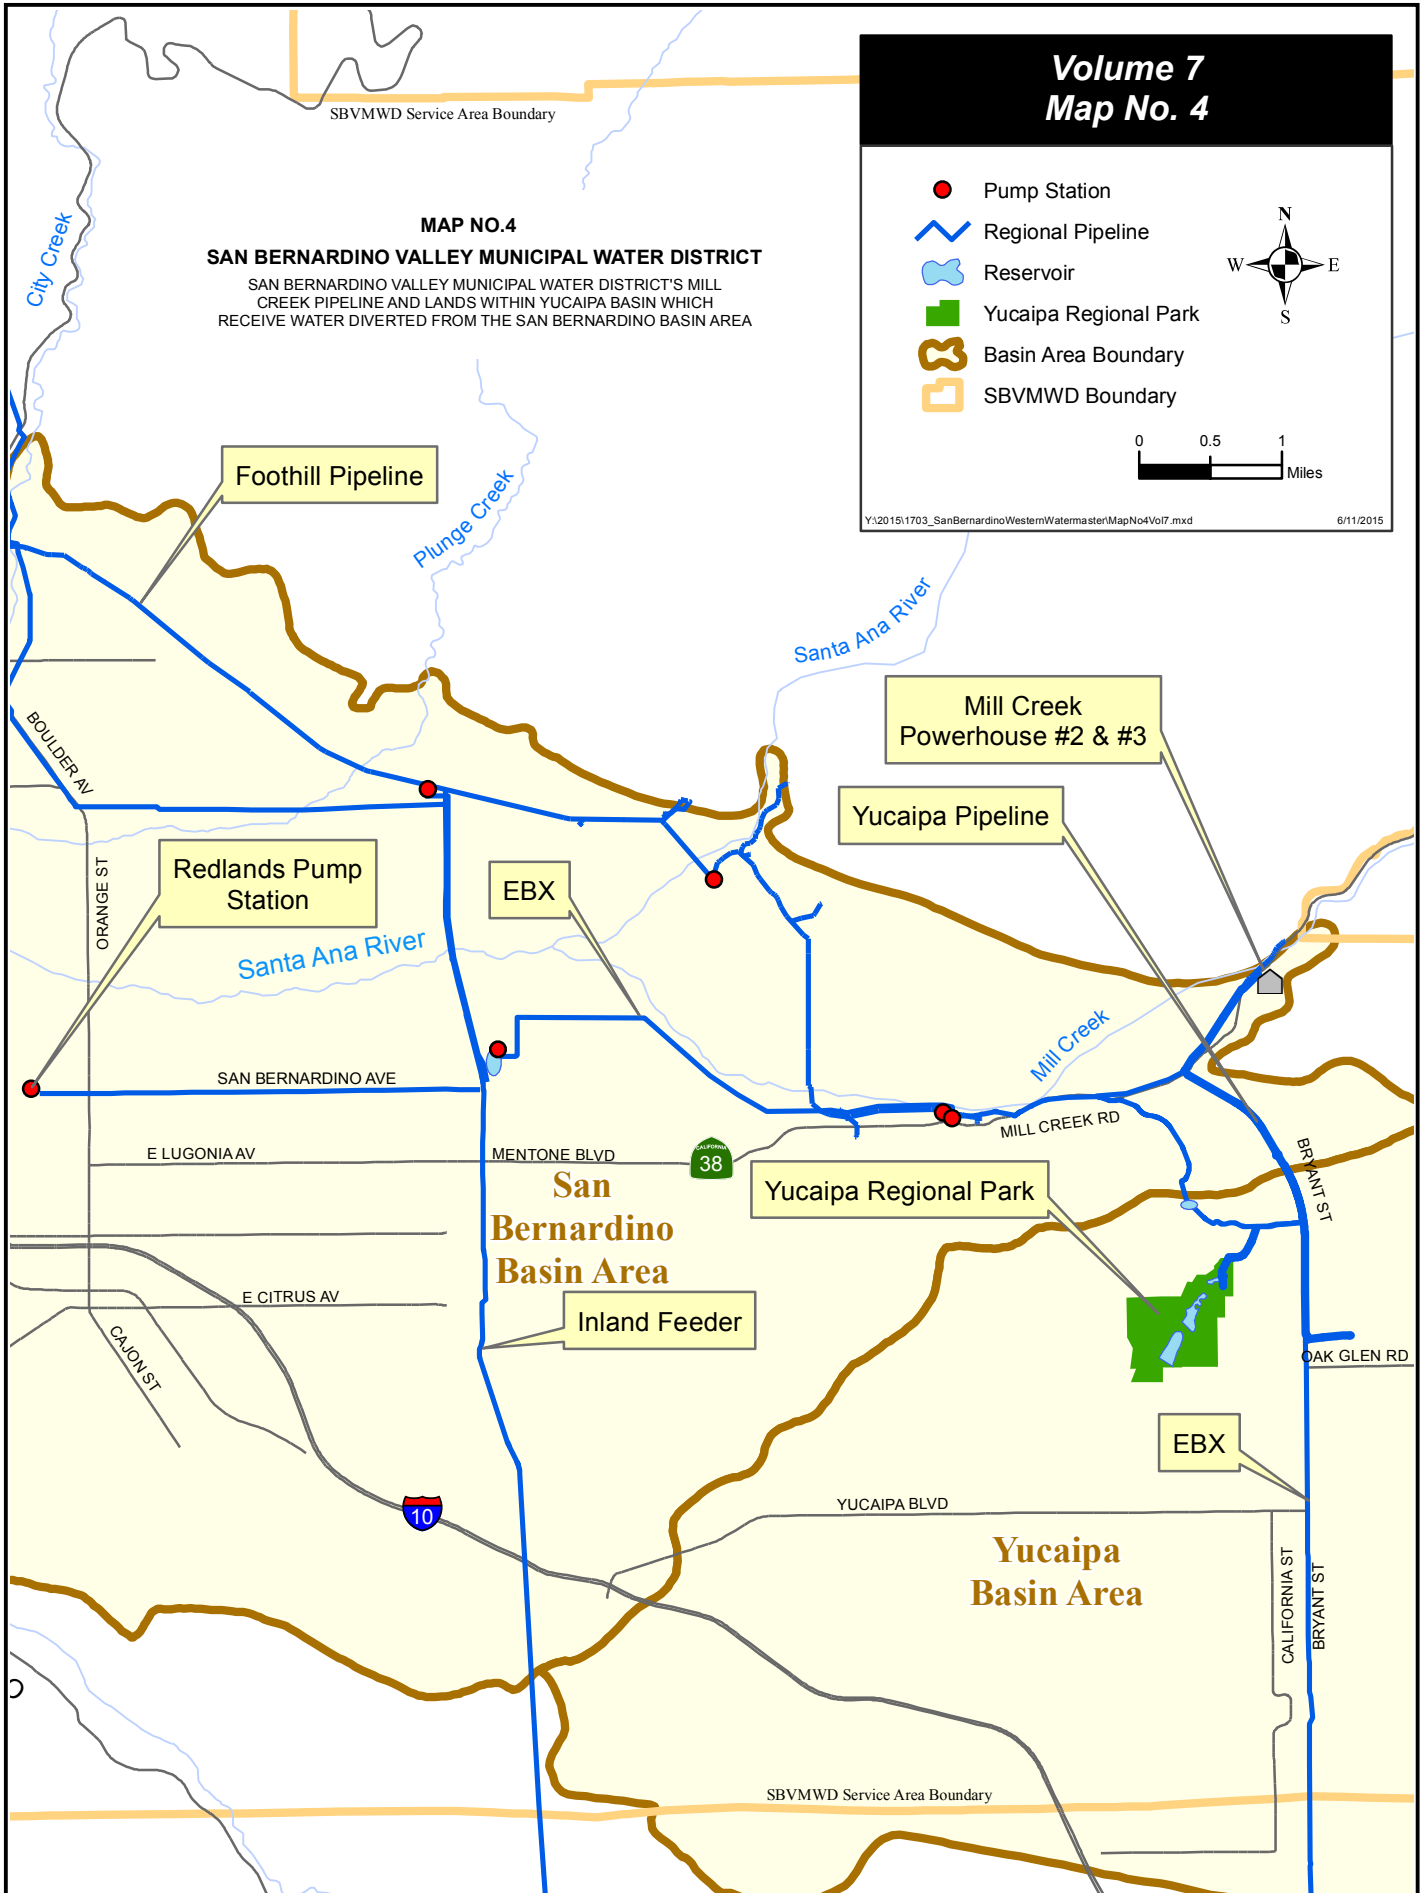 Volume 7
Map No. 4
Pump Station
Regional Pipeline
Reservoir
Yucaipa Regional Park
Basin Area Boundary
SBVMWD Boundary
N
W
E
S
0
0.5
1
Miles
Y:\2015\1703_SanBernardinoWesternWatermaster\MapNo4Vol7.mxd
6/11/2015
SBVMWD Service Area Boundary
MAP NO.4
SAN BERNARDINO VALLEY MUNICIPAL WATER DISTRICT
SAN BERNARDINO VALLEY MUNICIPAL WATER DISTRICT'S MILL
CREEK PIPELINE AND LANDS WITHIN YUCAIPA BASIN WHICH
RECEIVE WATER DIVERTED FROM THE SAN BERNARDINO BASIN AREA
City Creek
Foothill Pipeline
Plunge Creek
Santa Ana River
Mill Creek
Powerhouse #2 & #3
BOULDER AV
Yucaipa Pipeline
Redlands Pump
Station
EBX
ORANGE ST
Santa Ana River
Mill Creek
SAN BERNARDINO AVE
MILL CREEK RD
E LUGONIA AV
MENTONE BLVD
CALIFORNIA
38
BRYANT ST
San
Bernardino
Basin Area
Yucaipa Regional Park
E CITRUS AV
Inland Feeder
CAJON ST
OAK GLEN RD
EBX
10
YUCAIPA BLVD
Yucaipa
Basin Area
CALIFORNIA ST
BRYANT ST
SBVMWD Service Area Boundary